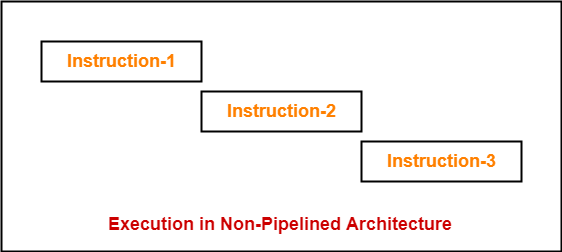 Instruction-1
Instruction-2
Instruction-3
Execution in Non-Pipelined Architecture